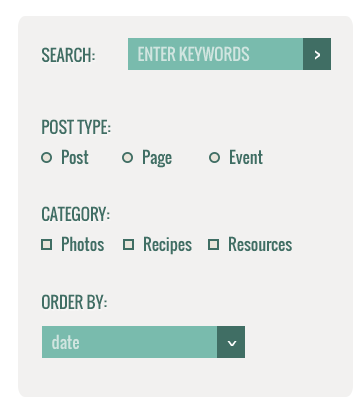 SEARCH: ENTER KEYWORDS >
POST TYPE:
Post Page Event
CATEGORY:
Photos Recipes Resources
ORDER BY:
date